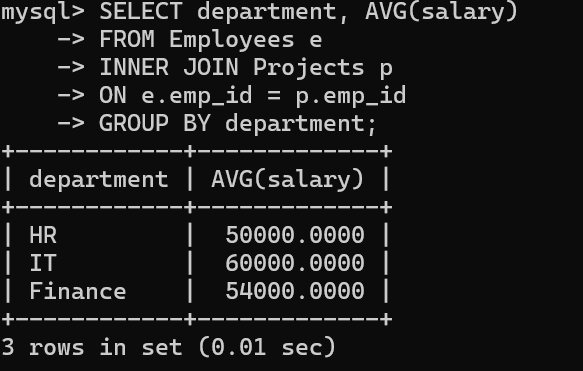 mysql> SELECT department, AVG(salary)
    -> FROM Employees e
    -> INNER JOIN Projects p
    -> ON e.emp_id = p.emp_id
    -> GROUP BY department;
+------------+-------------+
| department | AVG(salary) |
+------------+-------------+
| HR         |  50000.0000 |
| IT         |  60000.0000 |
| Finance    |  54000.0000 |
+------------+-------------+
3 rows in set (0.01 sec)